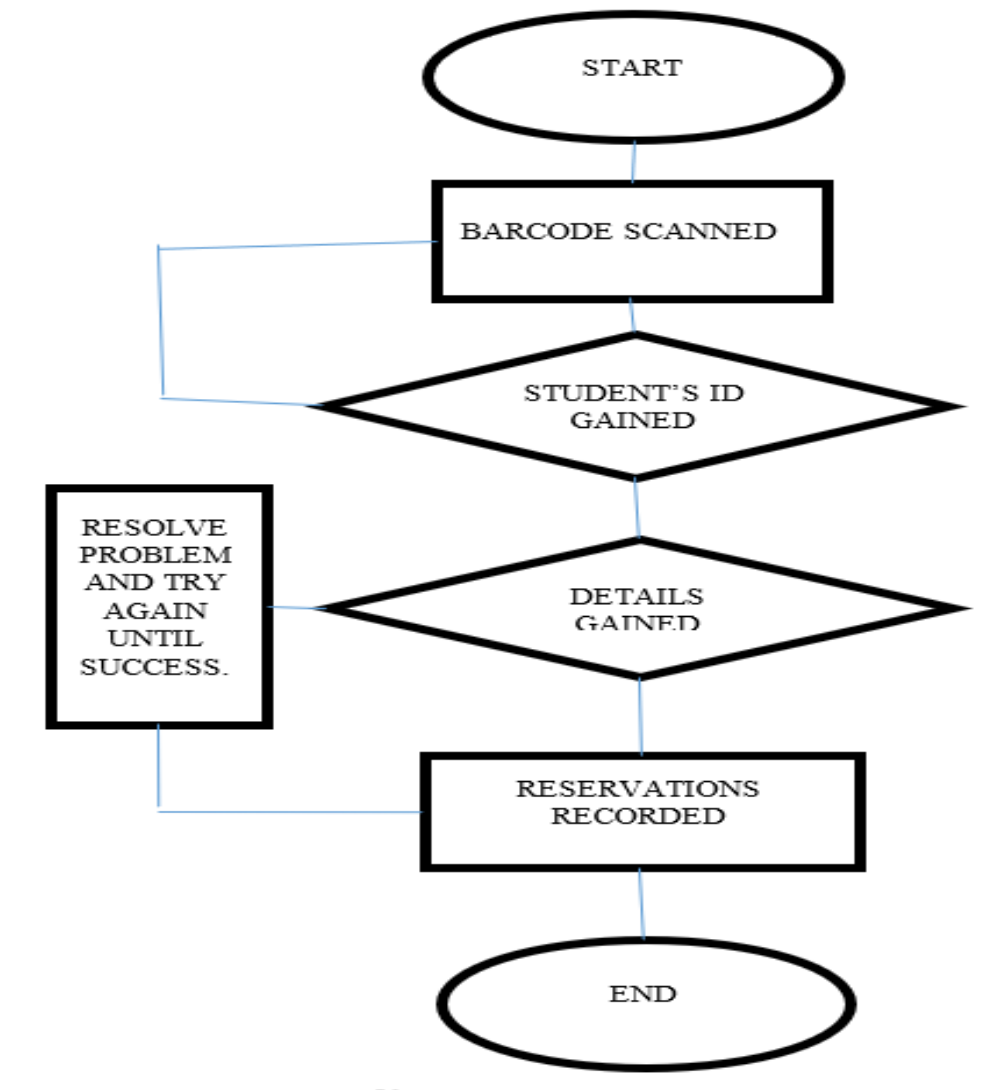 START
BARCODE SCANNED
STUDENT’S ID
GAINED
RESOLVE
PROBLEM
AND TRY
AGAIN
UNTIL
SUCCESS.
DETAILS
GAINED
RESERVATIONS
RECORDED
END